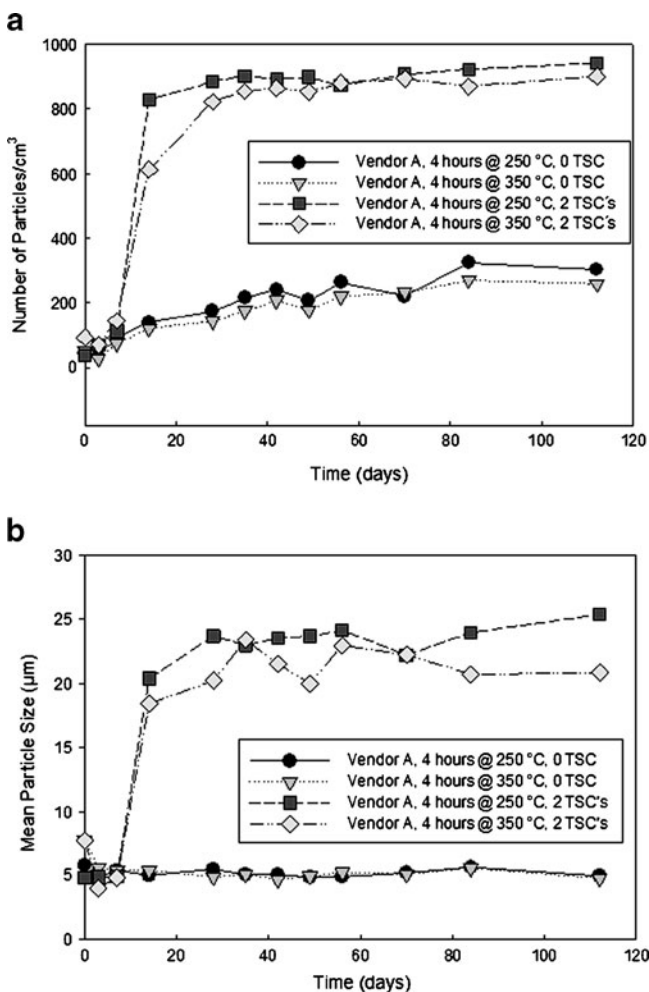 a
1000
800
600
400
200
0
Number of Particles/cm³
Vendor A, 4 hours @ 250 °C, 0 TSC
Vendor A, 4 hours @ 350 °C, 0 TSC
Vendor A, 4 hours @ 250 °C, 2 TSC's
Vendor A, 4 hours @ 350 °C, 2 TSC's
0 20 40 60 80 100 120
Time (days)
b
30
25
20
15
10
5
0
Mean Particle Size (µm)
Vendor A, 4 hours @ 250 °C, 0 TSC
Vendor A, 4 hours @ 350 °C, 0 TSC
Vendor A, 4 hours @ 250 °C, 2 TSC's
Vendor A, 4 hours @ 350 °C, 2 TSC's
0 20 40 60 80 100 120
Time (days)